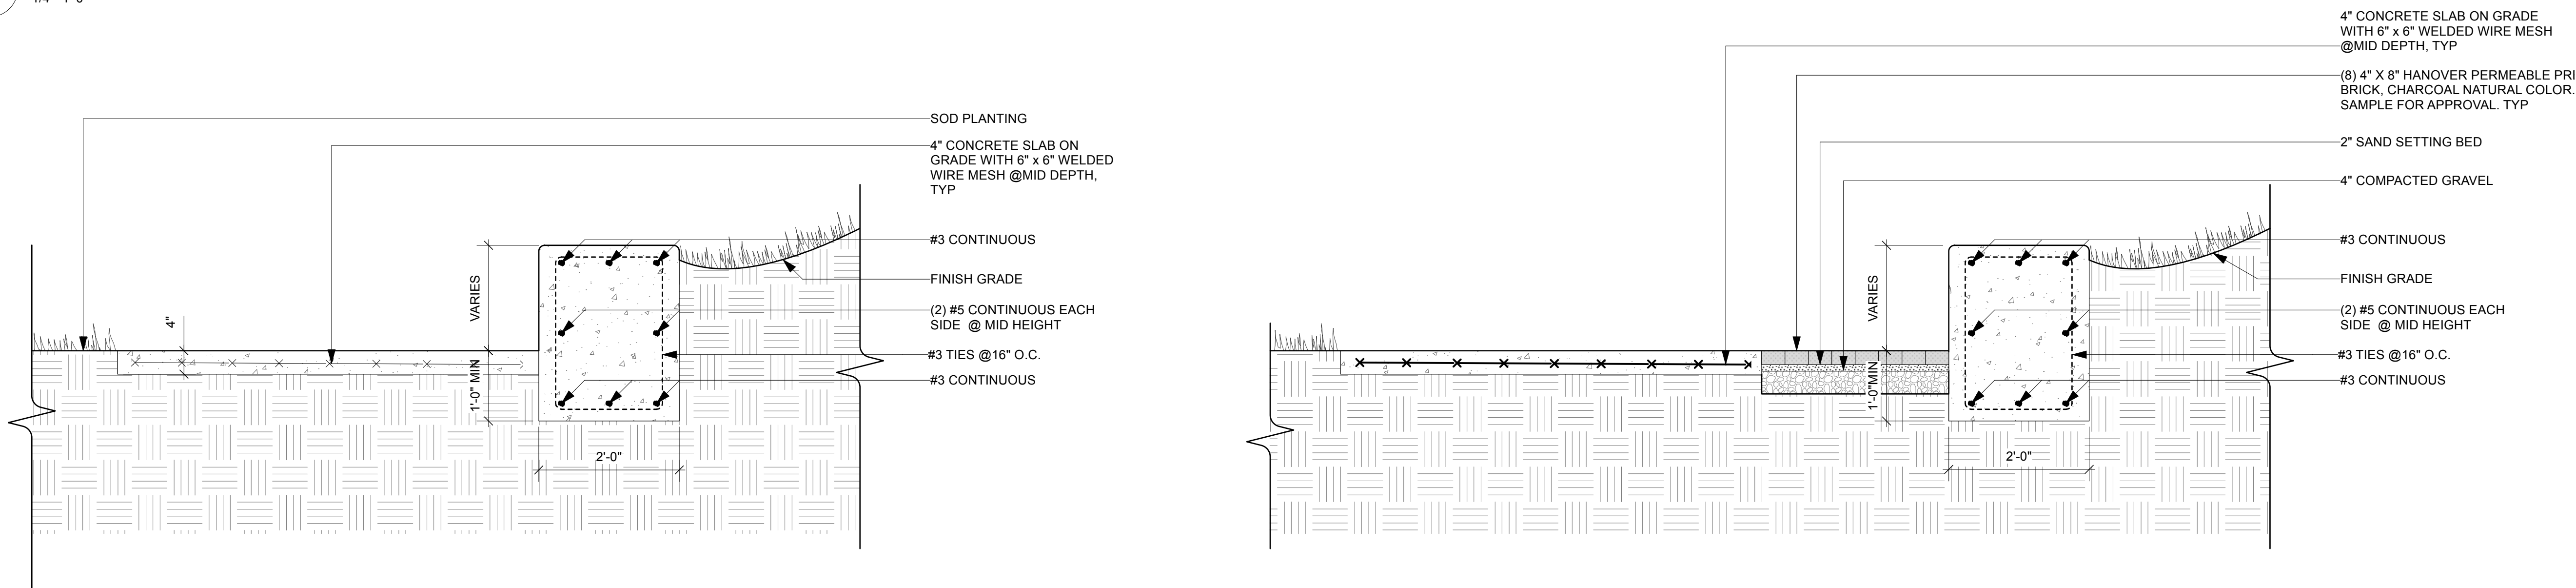 SOD PLANTING
4" CONCRETE SLAB ON
GRADE WITH 6" x 6" WELDED
WIRE MESH @MID DEPTH,
TYP
#3 CONTINUOUS
FINISH GRADE
(2) #5 CONTINUOUS EACH
SIDE @ MID HEIGHT
#3 TIES @16" O.C.
#3 CONTINUOUS
4"
VARIES
1'-0" MIN
2'-0"
4" CONCRETE SLAB ON GRADE
WITH 6" x 6" WELDED WIRE MESH
@MID DEPTH, TYP
(8) 4" X 8" HANOVER PERMEABLE PRI
BRICK, CHARCOAL NATURAL COLOR.
SAMPLE FOR APPROVAL. TYP
2" SAND SETTING BED
4" COMPACTED GRAVEL
#3 CONTINUOUS
FINISH GRADE
(2) #5 CONTINUOUS EACH
SIDE @ MID HEIGHT
#3 TIES @16" O.C.
#3 CONTINUOUS
VARIES
1'-0"MIN
2'-0"